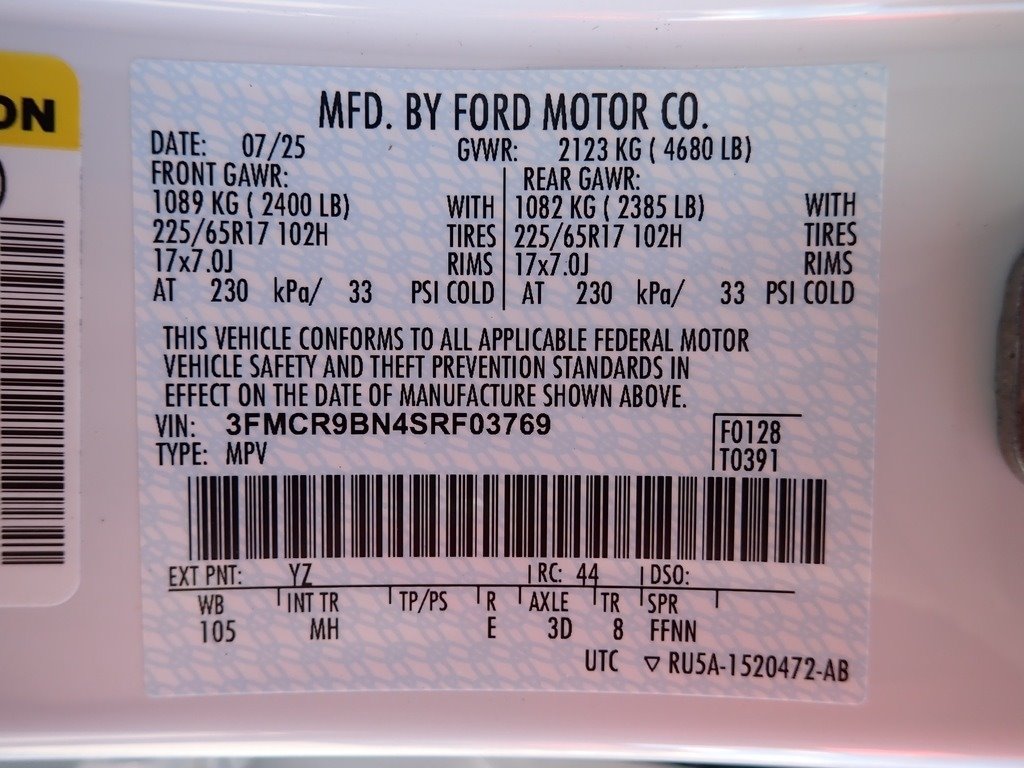 ON
MFD. BY FORD MOTOR CO.
DATE: 07/25 GVWR: 2123 KG ( 4680 LB)
FRONT GAWR: REAR GAWR:
1089 KG ( 2400 LB) WITH 1082 KG ( 2385 LB) WITH
225/65R17 102H TIRES 225/65R17 102H TIRES
17x7.0J RIMS 17x7.0J RIMS
AT 230 kPa/ 33 PSI COLD AT 230 kPa/ 33 PSI COLD
THIS VEHICLE CONFORMS TO ALL APPLICABLE FEDERAL MOTOR
VEHICLE SAFETY AND THEFT PREVENTION STANDARDS IN
EFFECT ON THE DATE OF MANUFACTURE SHOWN ABOVE.
VIN: 3FMCR9BN4SRF03769 F0128
TYPE: MPV T0391
EXT PNT: YZ RC: 44 DSO:
WB INT TR TP/PS R AXLE TR SPR
105 MH E 3D 8 FFNN
UTC ▽ RU5A-1520472-AB